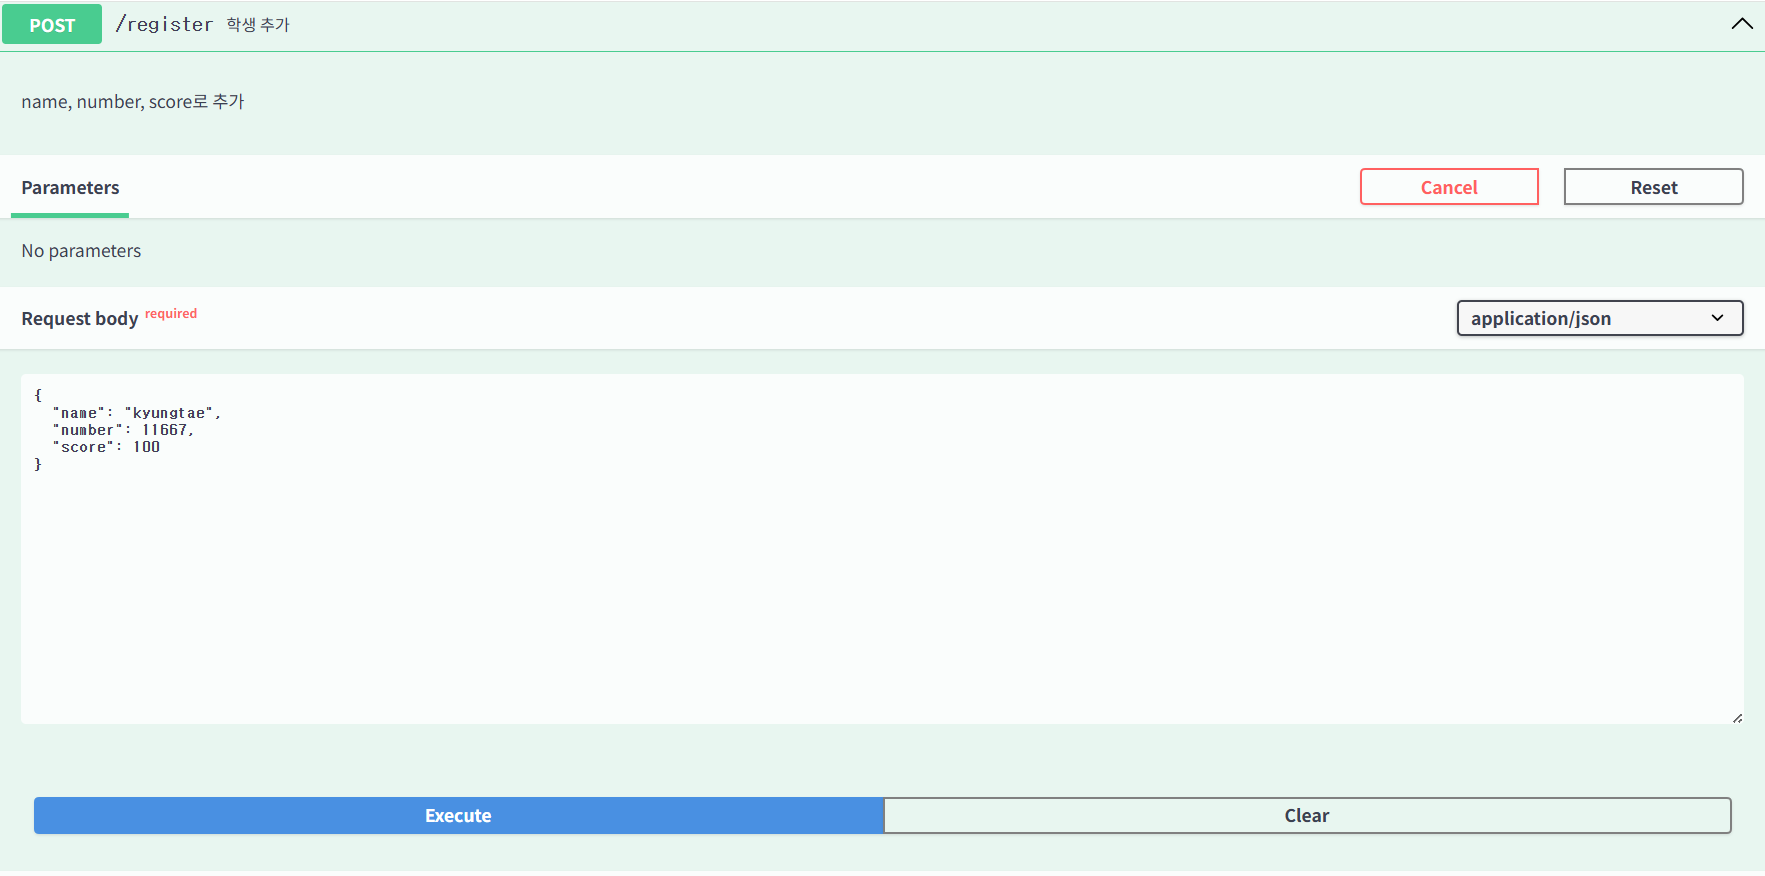 POST /register 학생 추가
name, number, score로 추가
Parameters
Cancel
Reset
No parameters
Request body required
application/json
{
  "name": "kyungtae",
  "number": 11667,
  "score": 100
}
Execute
Clear